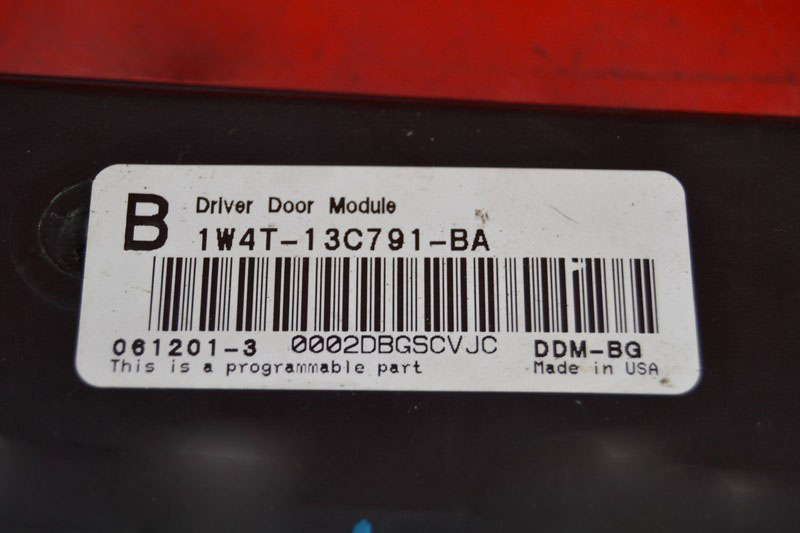 B Driver Door Module
1W4T-13C791-BA
061201-3 0002DBGSCVJC DDM-BG
This is a programmable part Made in USA